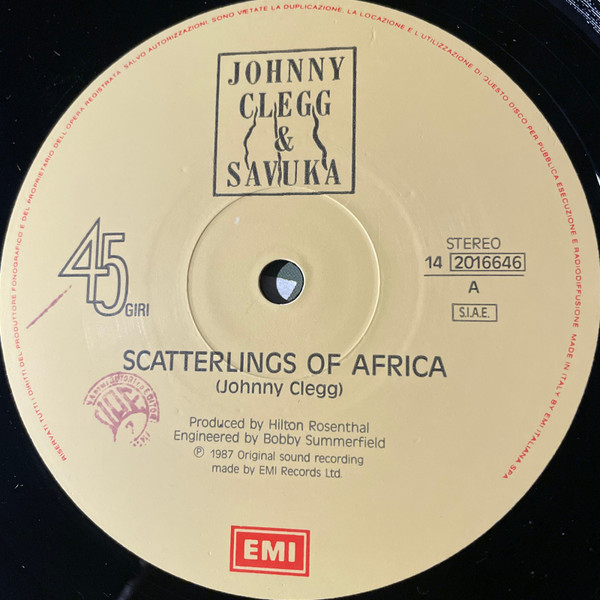 RISERVATI TUTTI I DIRITTI DEL PRODUTTORE FONOGRAFICO E DEL PROPRIETARIO DELL'OPERA REGISTRATA. SALVO AUTORIZZAZIONI, SONO VIETATE LA DUPLICAZIONE, LA LOCAZIONE E L'UTILIZZAZIONE DI QUESTO DISCO PER PUBBLICA ESECUZIONE E RADIODIFFUSIONE. MADE IN ITALY BY EMI ITALIANA SPA
JOHNNY
CLEGG
&
SAVUKA
45
GIRI
STEREO
14 2016646
A
S.I.A.E.
SCATTERLINGS OF AFRICA
(Johnny Clegg)
Produced by Hilton Rosenthal
Engineered by Bobby Summerfield
℗ 1987 Original sound recording
made by EMI Records Ltd.
EMI